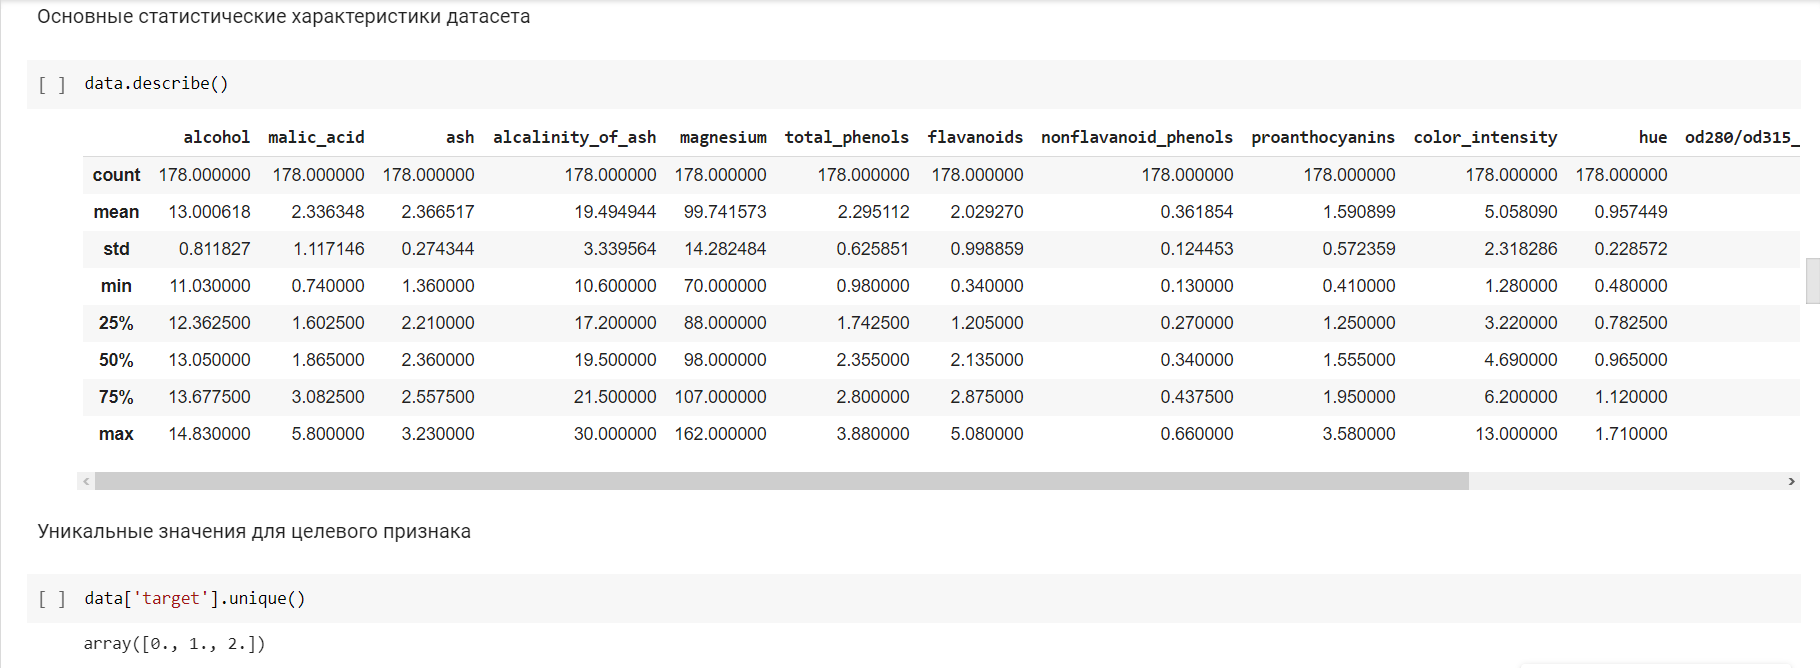 Основные статистические характеристики датасета
[ ] data.describe()
alcohol malic_acid ash alcalinity_of_ash magnesium total_phenols flavanoids nonflavanoid_phenols proanthocyanins color_intensity hue od280/od315_
count 178.000000 178.000000 178.000000 178.000000 178.000000 178.000000 178.000000 178.000000 178.000000 178.000000 178.000000
mean 13.000618 2.336348 2.366517 19.494944 99.741573 2.295112 2.029270 0.361854 1.590899 5.058090 0.957449
std 0.811827 1.117146 0.274344 3.339564 14.282484 0.625851 0.998859 0.124453 0.572359 2.318286 0.228572
min 11.030000 0.740000 1.360000 10.600000 70.000000 0.980000 0.340000 0.130000 0.410000 1.280000 0.480000
25% 12.362500 1.602500 2.210000 17.200000 88.000000 1.742500 1.205000 0.270000 1.250000 3.220000 0.782500
50% 13.050000 1.865000 2.360000 19.500000 98.000000 2.355000 2.135000 0.340000 1.555000 4.690000 0.965000
75% 13.677500 3.082500 2.557500 21.500000 107.000000 2.800000 2.875000 0.437500 1.950000 6.200000 1.120000
max 14.830000 5.800000 3.230000 30.000000 162.000000 3.880000 5.080000 0.660000 3.580000 13.000000 1.710000
Уникальные значения для целевого признака
[ ] data['target'].unique()
array([0., 1., 2.])